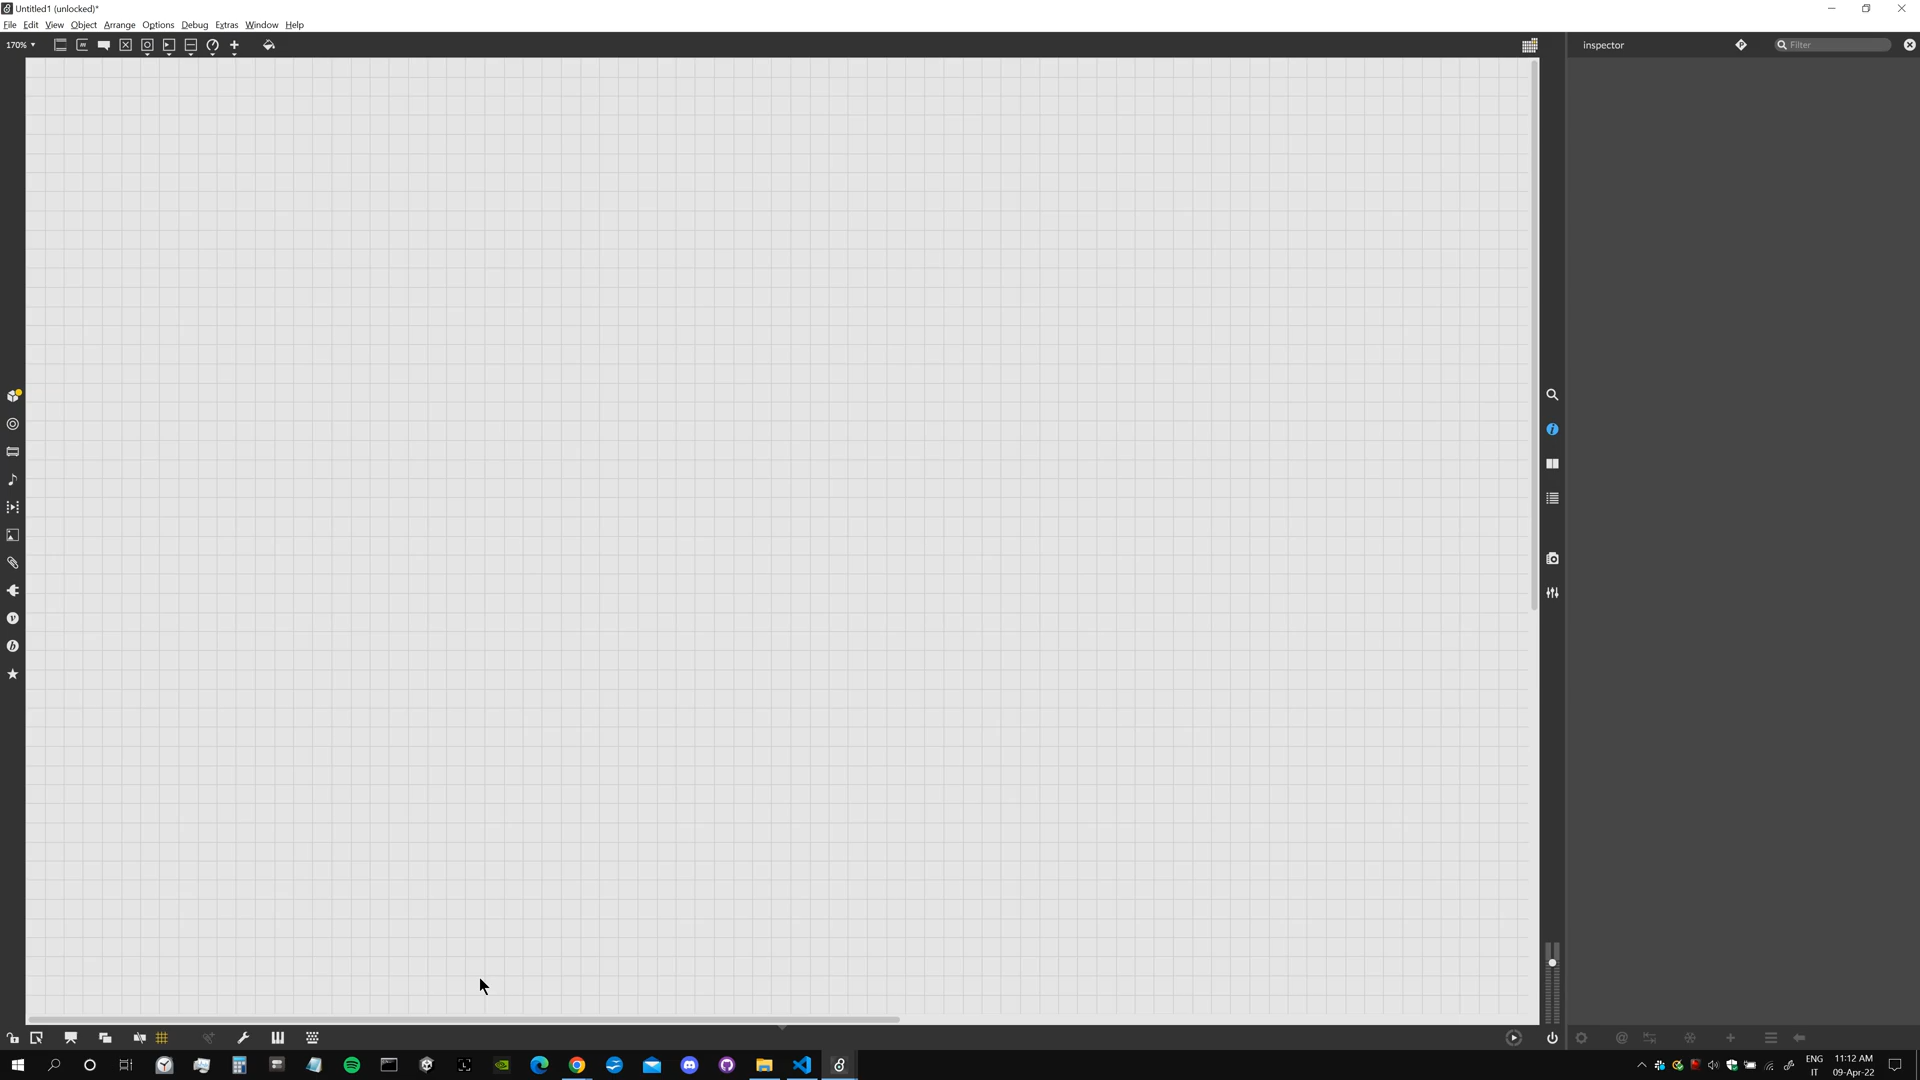 Untitled1 (unlocked)*
File Edit View Object Arrange Options Debug Extras Window Help
170%
inspector
Filter
ENG
IT
11:12 AM
09-Apr-22